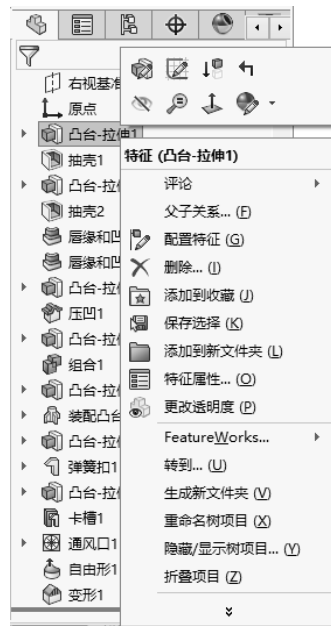 右视基准
原点
凸台-拉伸1
抽壳1
凸台-拉伸
抽壳2
唇缘和凹
唇缘和凹
凸台-拉伸
压凹1
凸台-拉伸
组合1
凸台-拉伸
装配凸台
凸台-拉伸
弹簧扣1
凸台-拉伸
卡槽1
通风口1
自由形1
变形1
特征 (凸台-拉伸1)
评论
父子关系... (F)
配置特征 (G)
删除... (I)
添加到收藏 (J)
保存选择 (K)
添加到新文件夹 (L)
特征属性... (O)
更改透明度 (P)
FeatureWorks...
转到... (U)
生成新文件夹 (V)
重命名树项目 (X)
隐藏/显示树项目... (Y)
折叠项目 (Z)